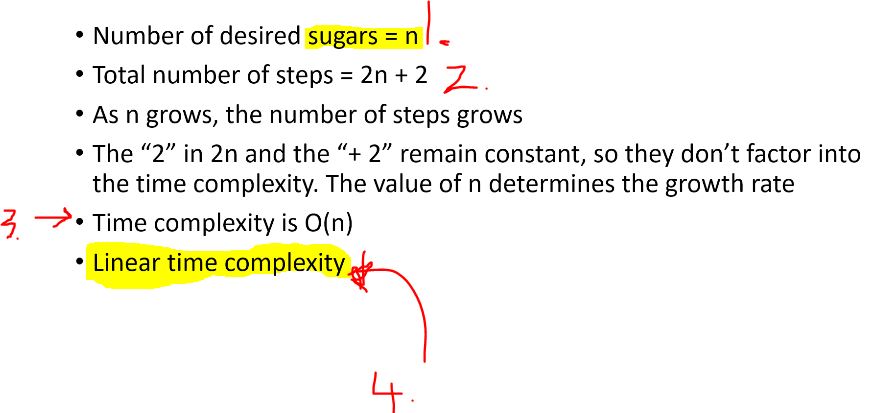 • Number of desired sugars = n 1.
• Total number of steps = 2n + 2 2.
• As n grows, the number of steps grows
• The “2” in 2n and the “+ 2” remain constant, so they don’t factor into
the time complexity. The value of n determines the growth rate
3. → • Time complexity is O(n)
• Linear time complexity
4.